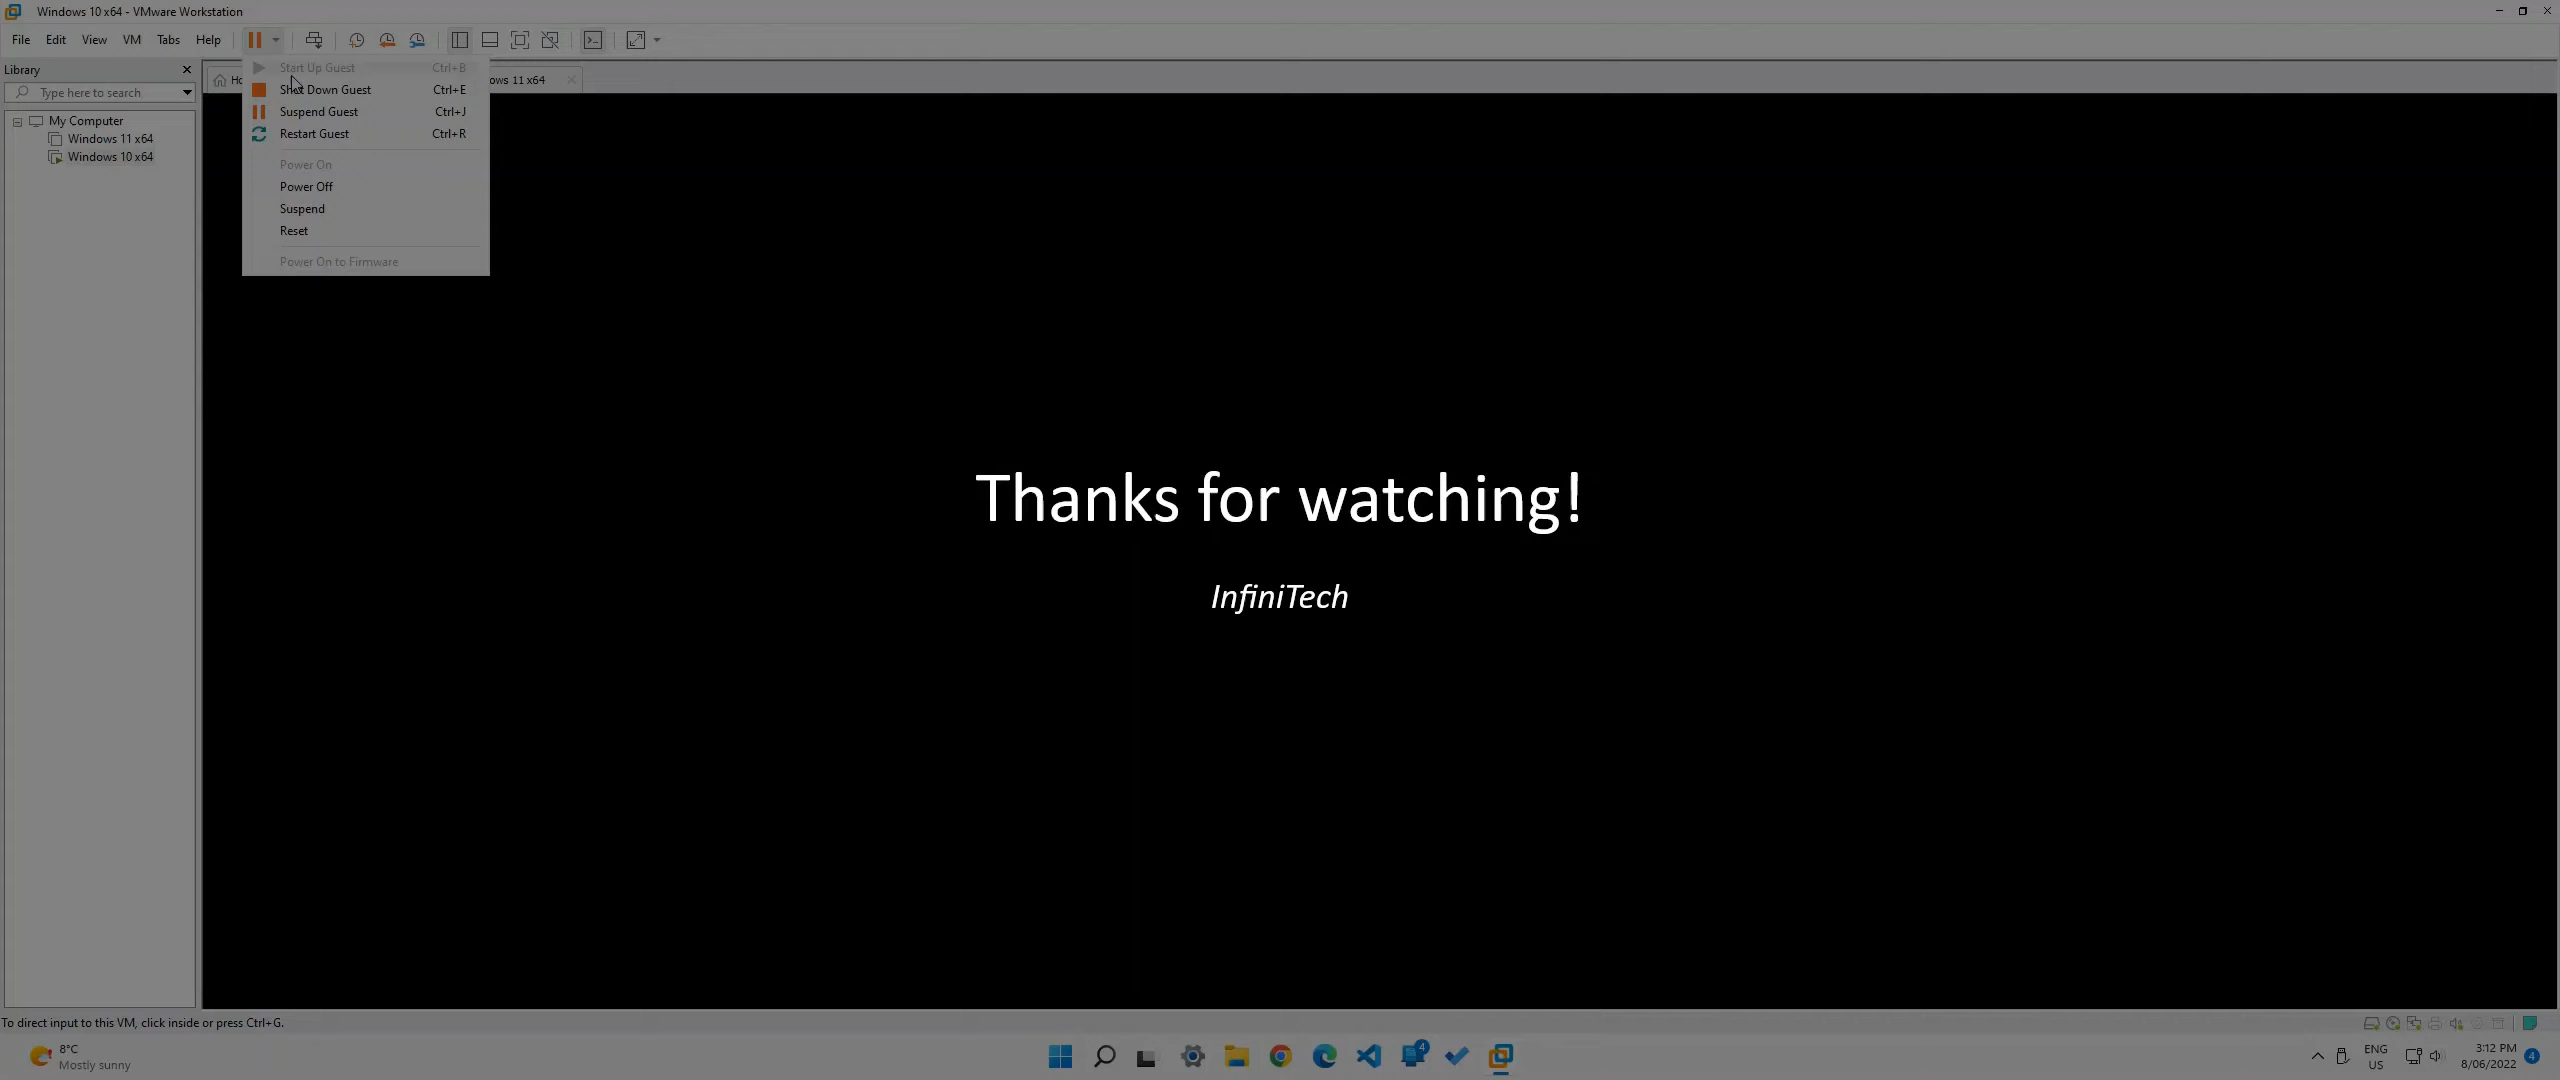 Windows 10 x64 - VMware Workstation
File Edit View VM Tabs Help
Library
Type here to search
My Computer
Windows 11 x64
Windows 10 x64
Start Up Guest Ctrl+B
Shut Down Guest Ctrl+E
Suspend Guest Ctrl+J
Restart Guest Ctrl+R
Power On
Power Off
Suspend
Reset
Power On to Firmware
Ho
ows 11 x64
Thanks for watching!
InfiniTech
To direct input to this VM, click inside or press Ctrl+G.
8°C
Mostly sunny
4
ENG
US
3:12 PM
8/06/2022
4